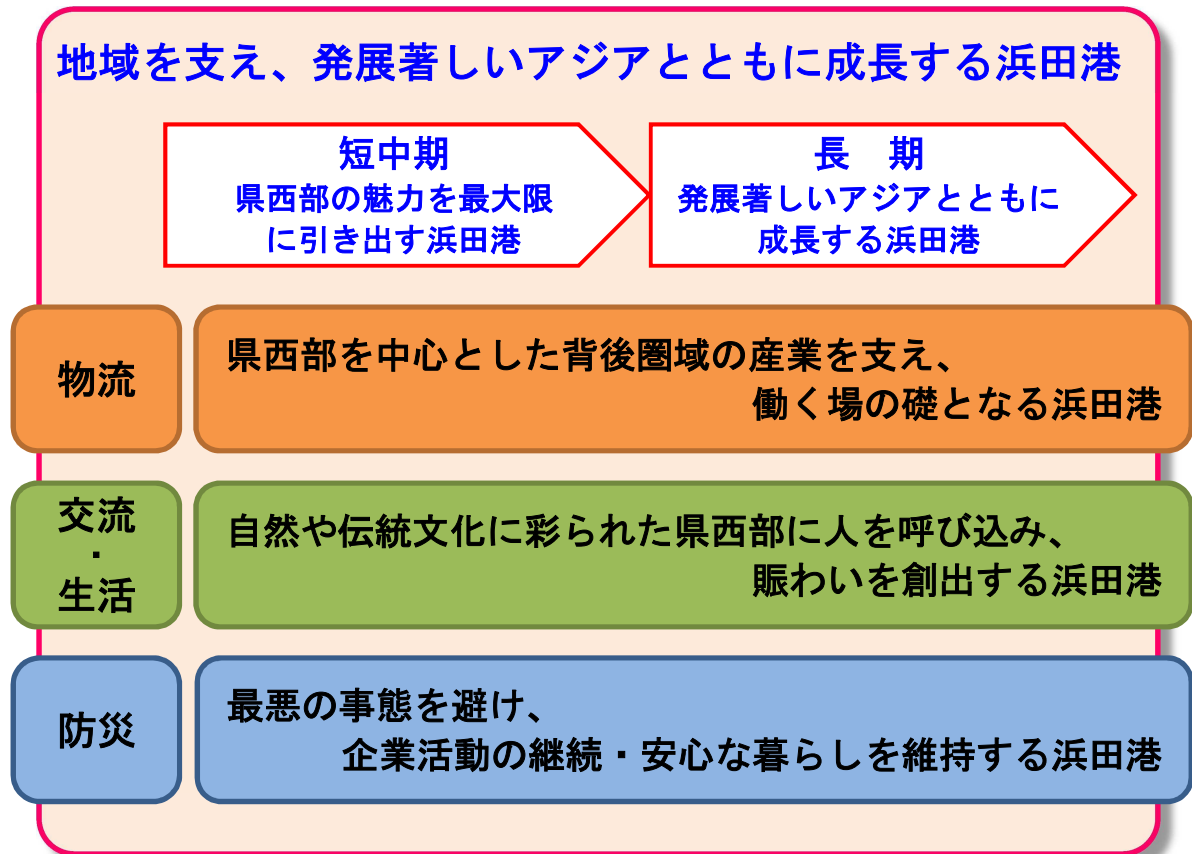 地域を支え、発展著しいアジアとともに成長する浜田港
短中期
県西部の魅力を最大限
に引き出す浜田港
長　期
発展著しいアジアとともに
成長する浜田港
物流
県西部を中心とした背後圏域の産業を支え、
働く場の礎となる浜田港
交流
・
生活
自然や伝統文化に彩られた県西部に人を呼び込み、
賑わいを創出する浜田港
防災
最悪の事態を避け、
企業活動の継続・安心な暮らしを維持する浜田港